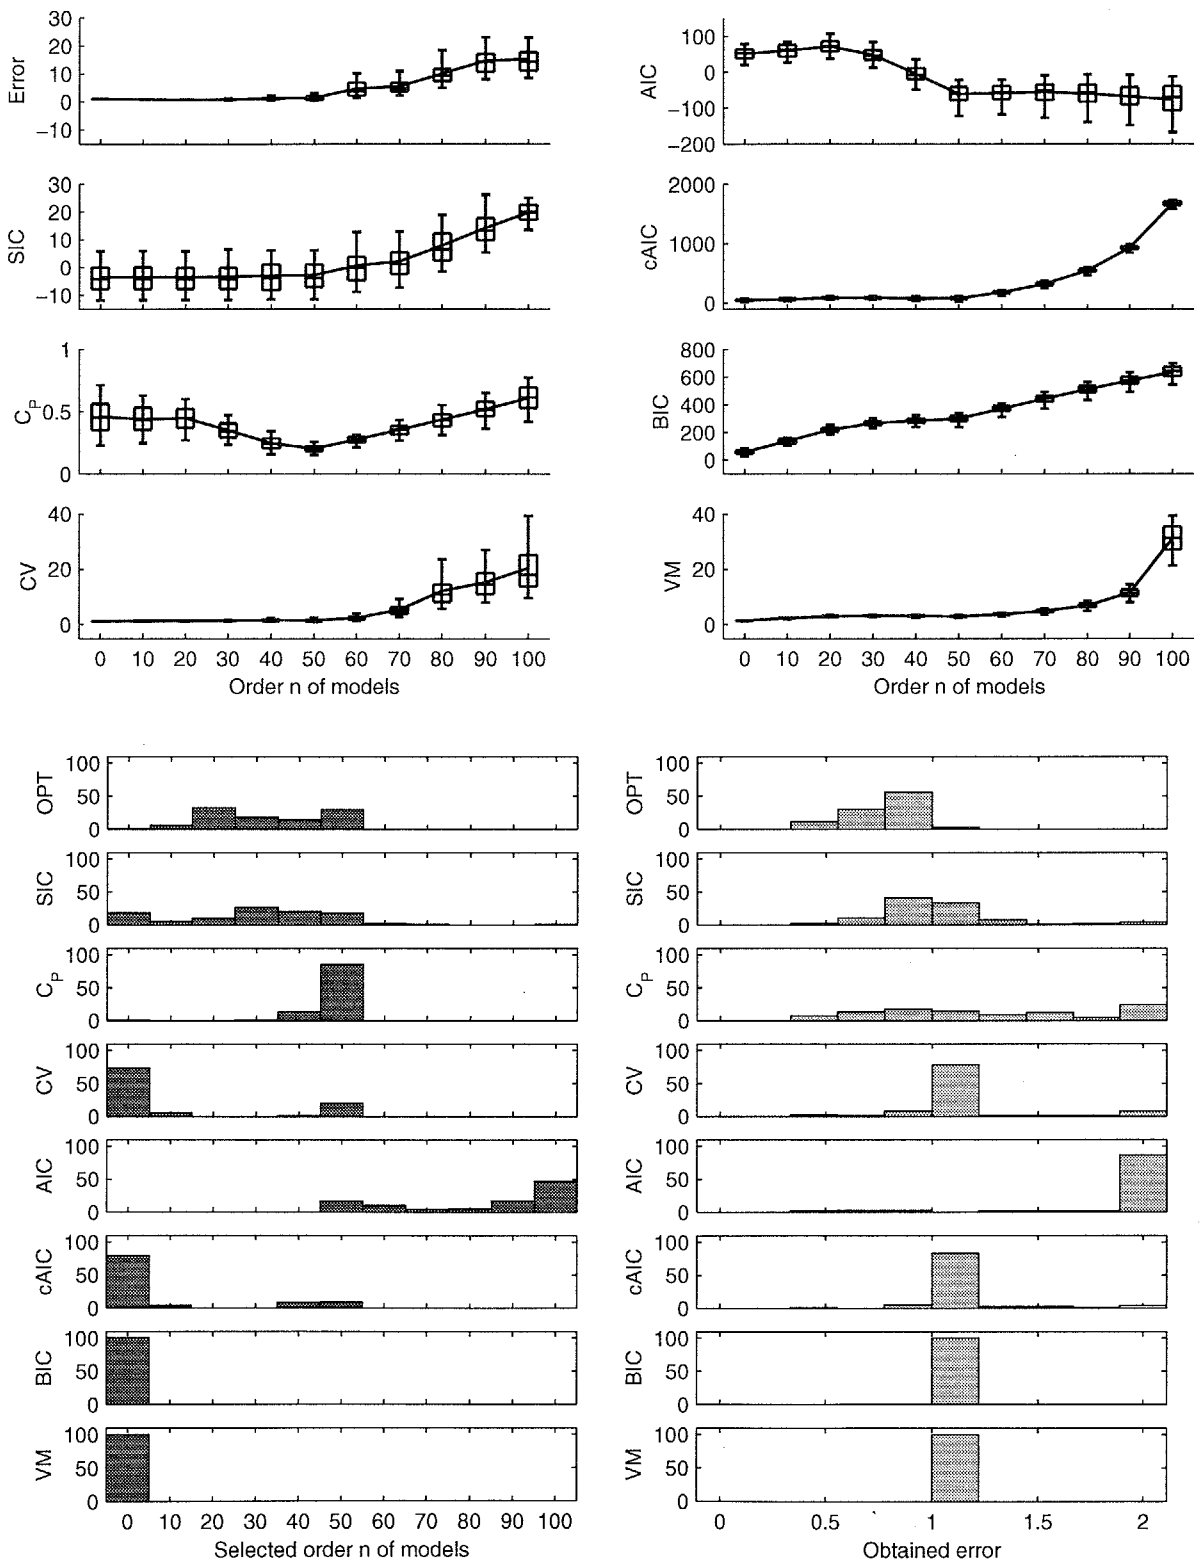 30
20
10
0
−10
Error
100
0
−100
−200
AIC
30
20
10
0
−10
SIC
2000
1000
0
cAIC
1
0.5
0
C_P
800
600
400
200
0
BIC
40
20
0
CV
0 10 20 30 40 50 60 70 80 90 100
Order n of models
40
20
0
VM
0 10 20 30 40 50 60 70 80 90 100
Order n of models
100
50
0
OPT
100
50
0
OPT
100
50
0
SIC
100
50
0
SIC
100
50
0
C_P
100
50
0
C_P
100
50
0
CV
100
50
0
CV
100
50
0
AIC
100
50
0
AIC
100
50
0
cAIC
100
50
0
cAIC
100
50
0
BIC
100
50
0
BIC
100
50
0
VM
0 10 20 30 40 50 60 70 80 90 100
Selected order n of models
100
50
0
VM
0 0.5 1 1.5 2
Obtained error